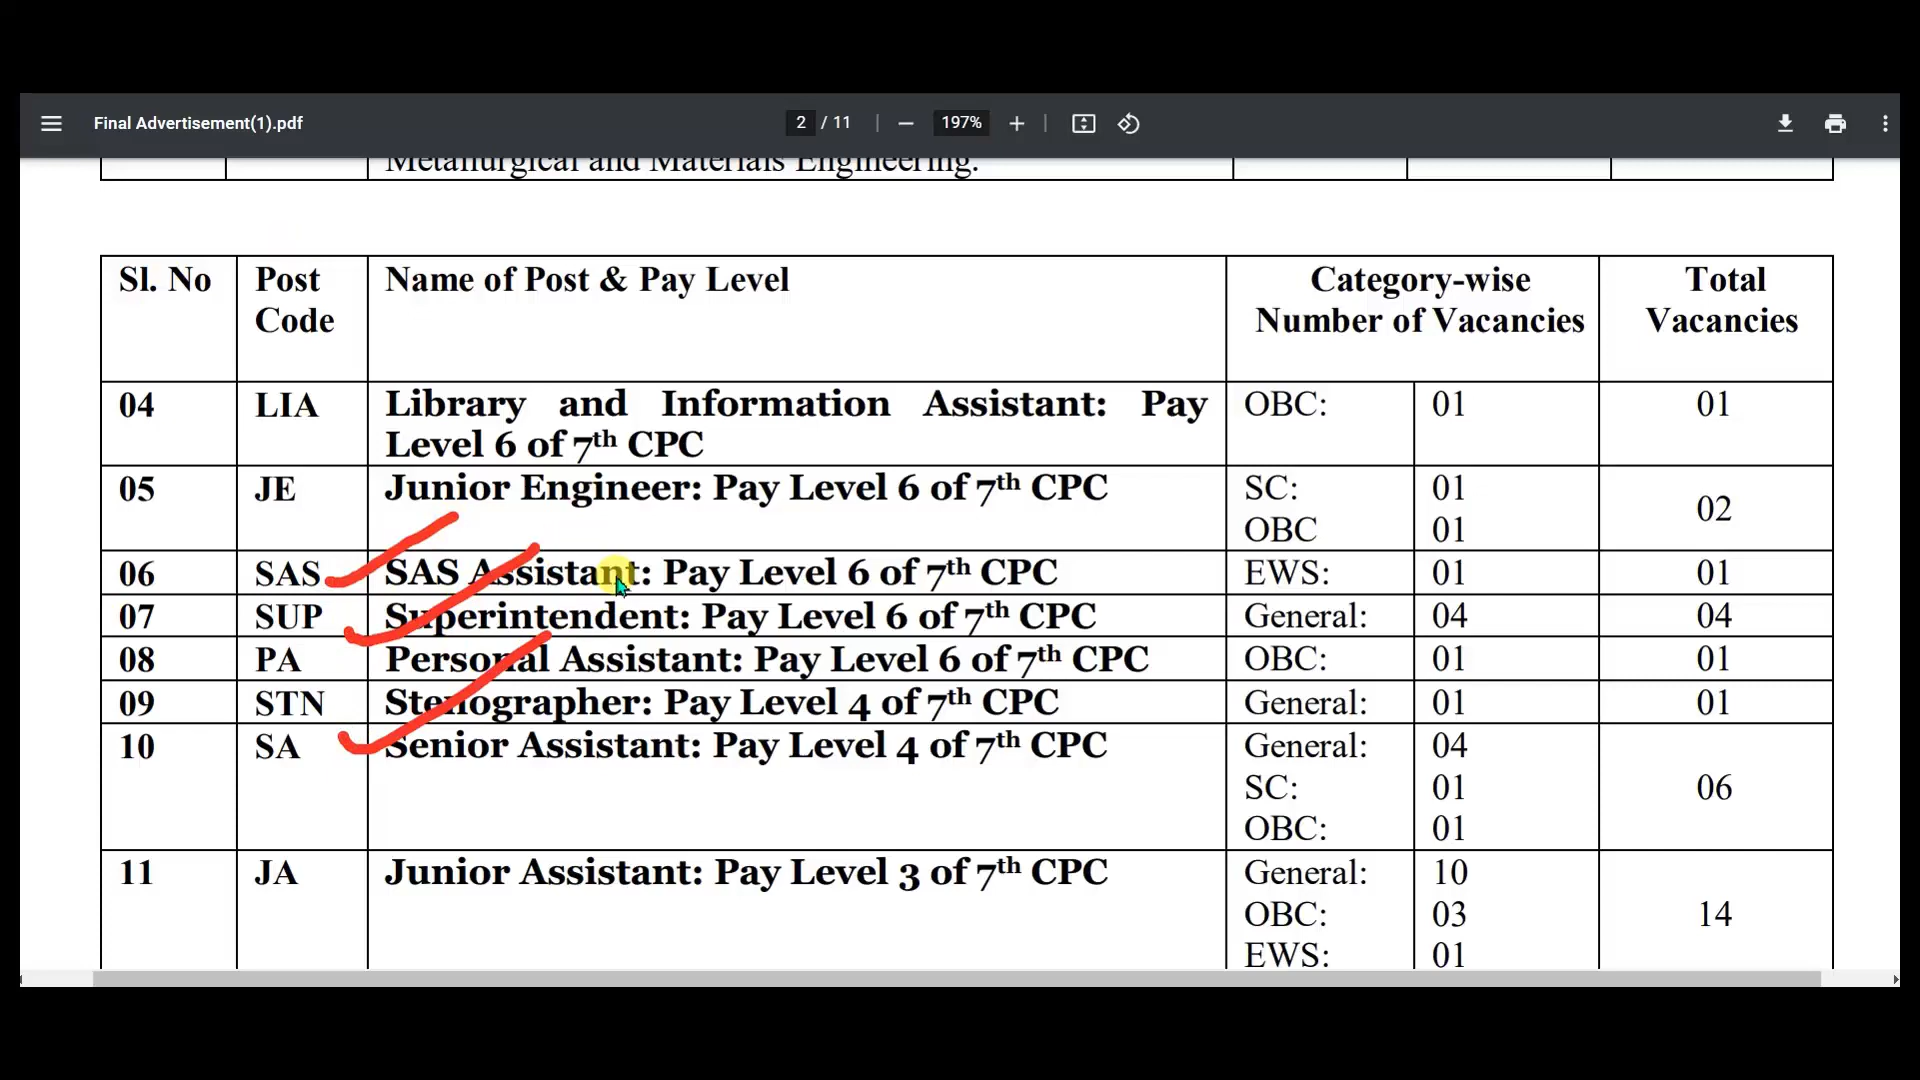 Final Advertisement(1).pdf
2 / 11
197%
Metallurgical and Materials Engineering.
Sl. No Post Code Name of Post & Pay Level Category-wise Number of Vacancies Total Vacancies
04 LIA Library and Information Assistant: Pay OBC: 01 01
Level 6 of 7th CPC
05 JE Junior Engineer: Pay Level 6 of 7th CPC SC: 01 02
OBC 01
06 SAS SAS Assistant: Pay Level 6 of 7th CPC EWS: 01 01
07 SUP Superintendent: Pay Level 6 of 7th CPC General: 04 04
08 PA Personal Assistant: Pay Level 6 of 7th CPC OBC: 01 01
09 STN Stenographer: Pay Level 4 of 7th CPC General: 01 01
10 SA Senior Assistant: Pay Level 4 of 7th CPC General: 04 06
SC: 01
OBC: 01
11 JA Junior Assistant: Pay Level 3 of 7th CPC General: 10 14
OBC: 03
EWS: 01